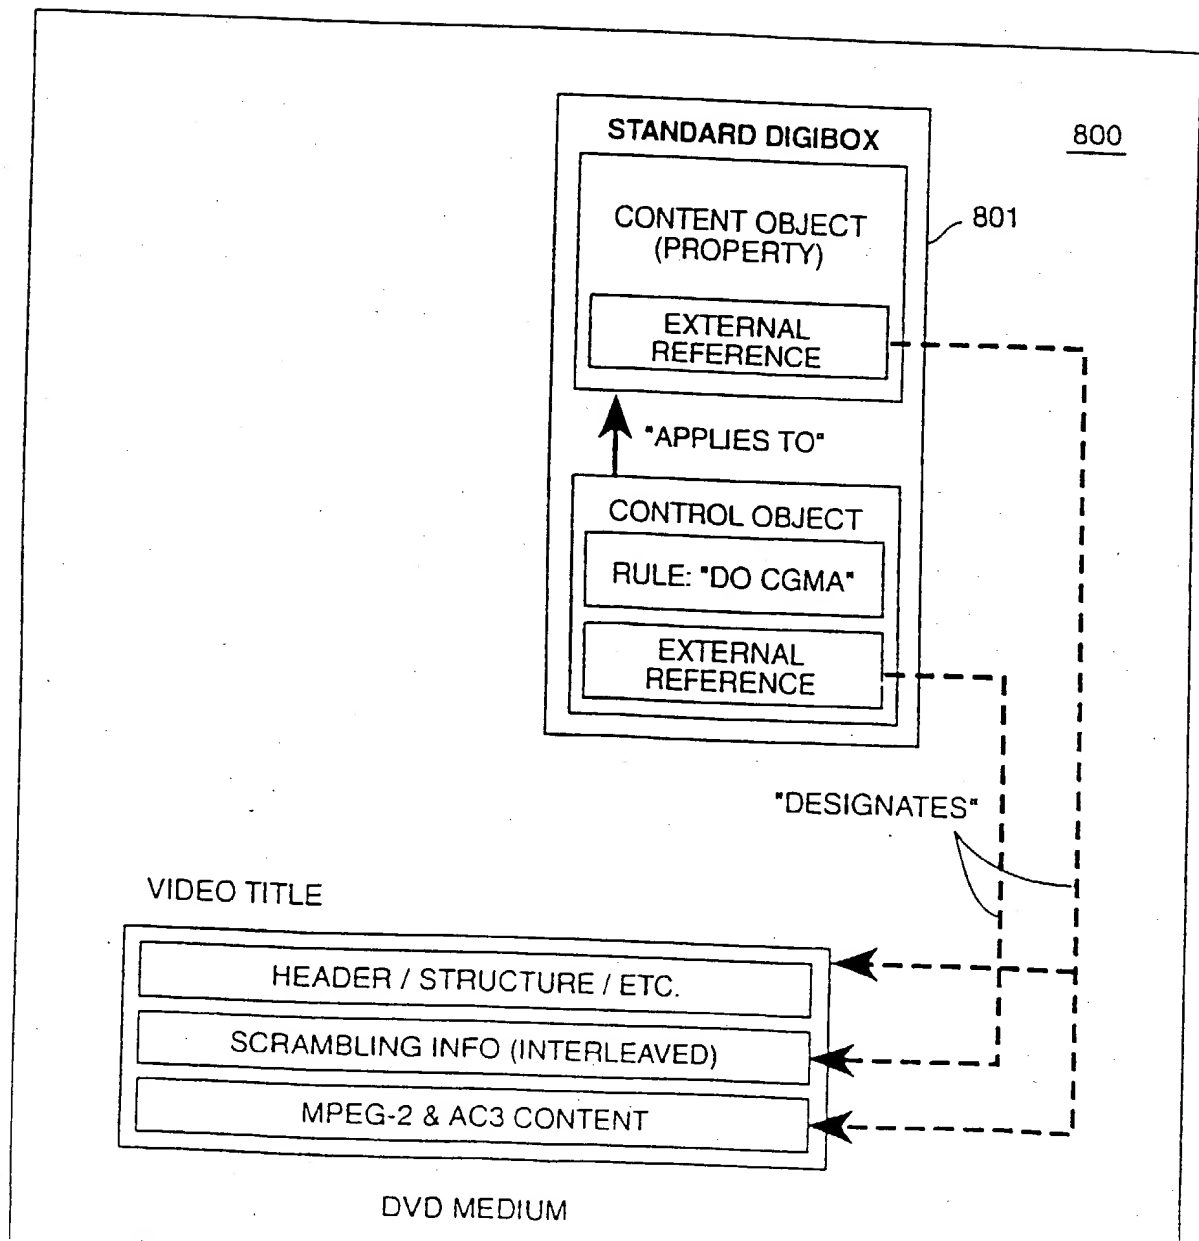 STANDARD DIGIBOX
800
CONTENT OBJECT
(PROPERTY)
801
EXTERNAL
REFERENCE
"APPLIES TO"
CONTROL OBJECT
RULE: "DO CGMA"
EXTERNAL
REFERENCE
"DESIGNATES"
VIDEO TITLE
HEADER / STRUCTURE / ETC.
SCRAMBLING INFO (INTERLEAVED)
MPEG-2 & AC3 CONTENT
DVD MEDIUM